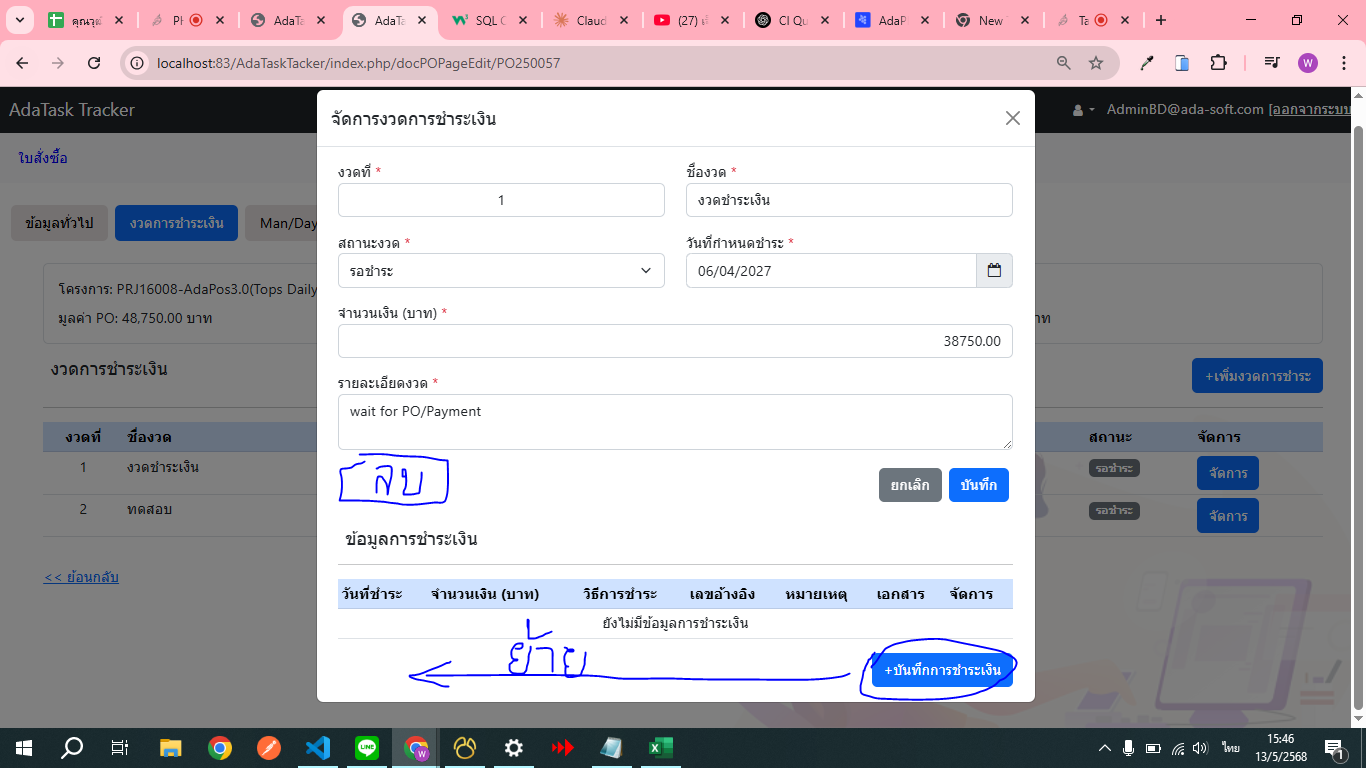 คุณวุฒ
Pl
AdaTa
AdaTa
SQL C
Claud
(27) เ
CI Qu
AdaP
New
Ta
localhost:83/AdaTaskTacker/index.php/docPOPageEdit/PO250057
W
AdaTask Tracker
AdminBD@ada-soft.com [ออกจากระบบ
ใบสั่งซื้อ
ข้อมูลทั่วไป
งวดการชำระเงิน
Man/Day
โครงการ: PRJ16008-AdaPos3.0(Tops Daily
มูลค่า PO: 48,750.00 บาท
าท
งวดการชำระเงิน
+เพิ่มงวดการชำระ
งวดที่ ชื่องวด สถานะ จัดการ
1 งวดชำระเงิน รอชำระ จัดการ
2 ทดสอบ รอชำระ จัดการ
<< ย้อนกลับ
จัดการงวดการชำระเงิน
งวดที่ * ชื่องวด *
1 งวดชำระเงิน
สถานะงวด * วันที่กำหนดชำระ *
รอชำระ 06/04/2027
จำนวนเงิน (บาท) *
38750.00
รายละเอียดงวด *
wait for PO/Payment
ลบ
ยกเลิก บันทึก
ข้อมูลการชำระเงิน
วันที่ชำระ จำนวนเงิน (บาท) วิธีการชำระ เลขอ้างอิง หมายเหตุ เอกสาร จัดการ
ยังไม่มีข้อมูลการชำระเงิน
ย้าย
+บันทึกการชำระเงิน
ไทย
15:46
13/5/2568
1